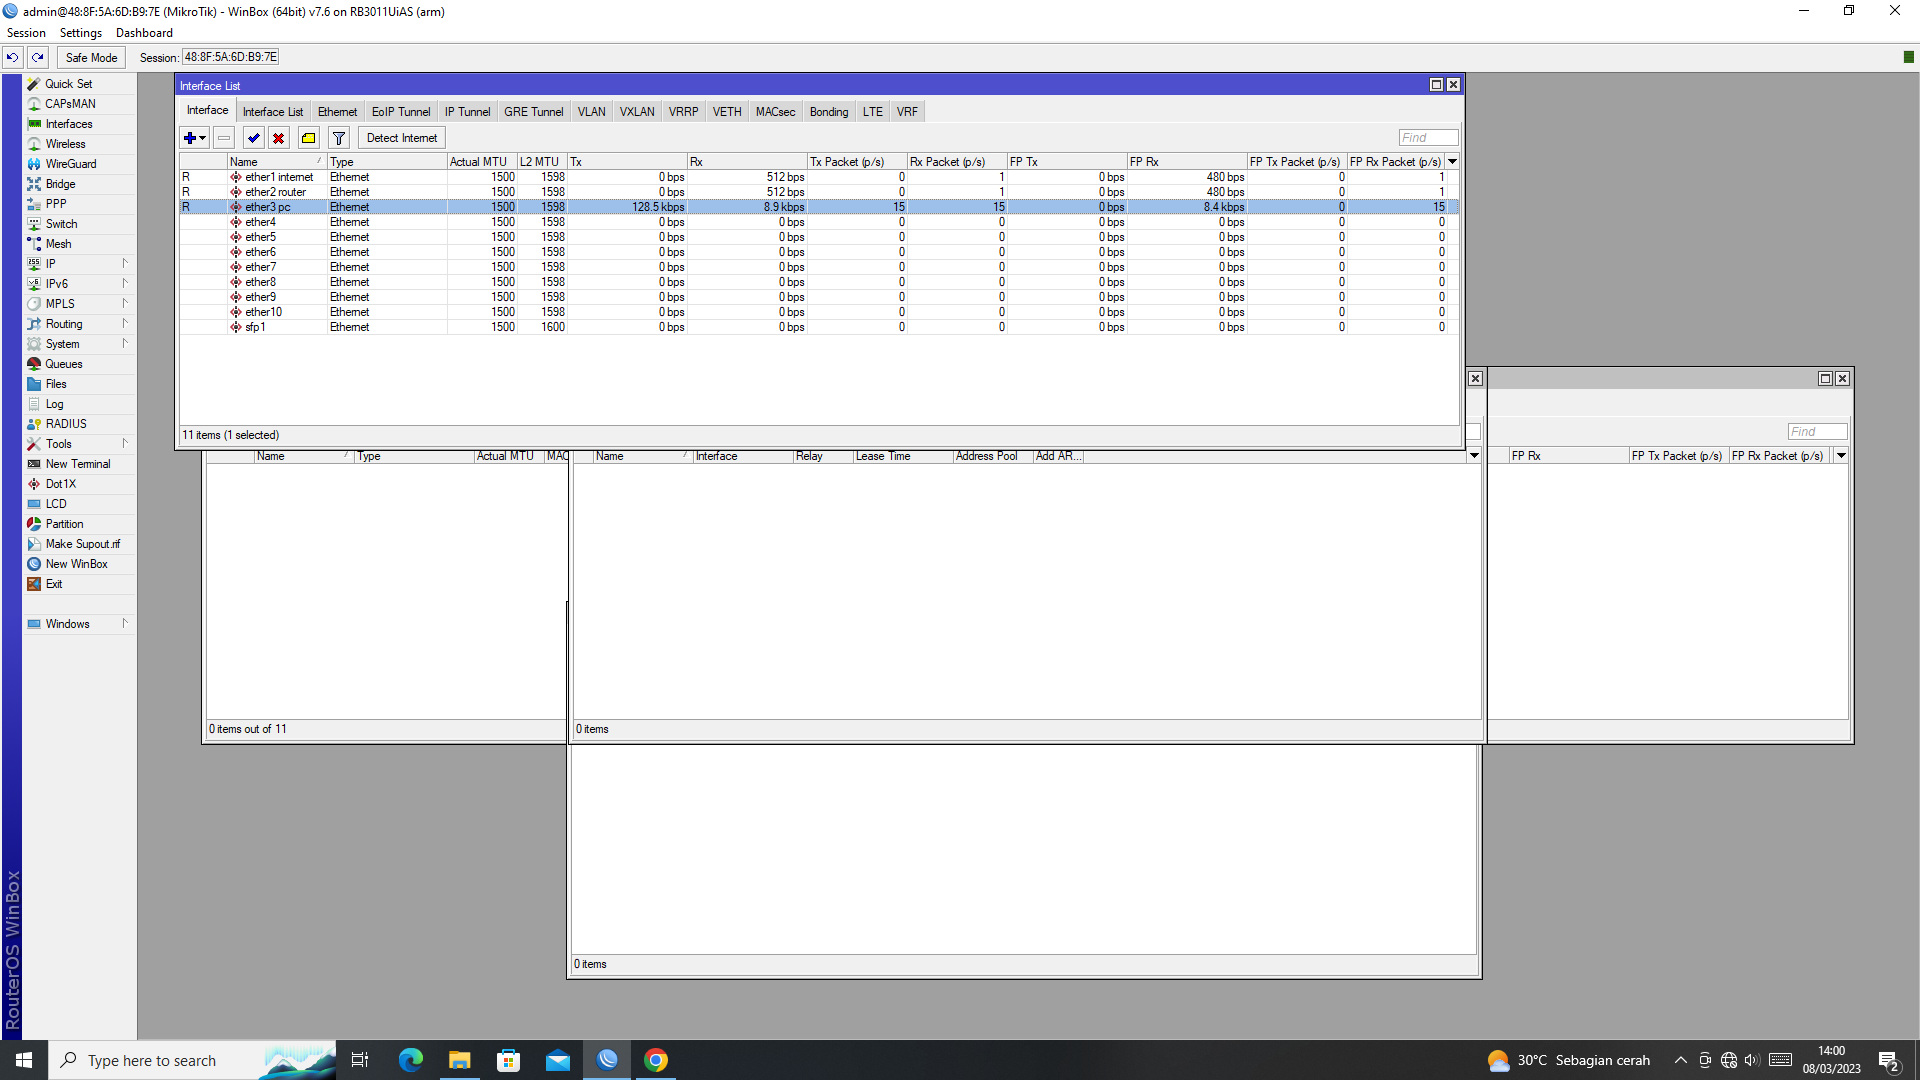 admin@48:8F:5A:6D:B9:7E (MikroTik) - WinBox (64bit) v7.6 on RB3011UiAS (arm)
Session Settings Dashboard
Safe Mode Session: 48:8F:5A:6D:B9:7E
Quick Set
CAPsMAN
Interfaces
Wireless
WireGuard
Bridge
PPP
Switch
Mesh
IP
IPv6
MPLS
Routing
System
Queues
Files
Log
RADIUS
Tools
New Terminal
Dot1X
LCD
Partition
Make Supout.rif
New WinBox
Exit
Windows
RouterOS WinBox
Interface List
Interface Interface List Ethernet EoIP Tunnel IP Tunnel GRE Tunnel VLAN VXLAN VRRP VETH MACsec Bonding LTE VRF
Detect Internet Find
Name Type Actual MTU L2 MTU Tx Rx Tx Packet (p/s) Rx Packet (p/s) FP Tx FP Rx FP Tx Packet (p/s) FP Rx Packet (p/s)
R ether1 internet Ethernet 1500 1598 0 bps 512 bps 0 1 0 bps 480 bps 0 1
R ether2 router Ethernet 1500 1598 0 bps 512 bps 0 1 0 bps 480 bps 0 1
R ether3 pc Ethernet 1500 1598 128.5 kbps 8.9 kbps 15 15 0 bps 8.4 kbps 0 15
ether4 Ethernet 1500 1598 0 bps 0 bps 0 0 0 bps 0 bps 0 0
ether5 Ethernet 1500 1598 0 bps 0 bps 0 0 0 bps 0 bps 0 0
ether6 Ethernet 1500 1598 0 bps 0 bps 0 0 0 bps 0 bps 0 0
ether7 Ethernet 1500 1598 0 bps 0 bps 0 0 0 bps 0 bps 0 0
ether8 Ethernet 1500 1598 0 bps 0 bps 0 0 0 bps 0 bps 0 0
ether9 Ethernet 1500 1598 0 bps 0 bps 0 0 0 bps 0 bps 0 0
ether10 Ethernet 1500 1598 0 bps 0 bps 0 0 0 bps 0 bps 0 0
sfp1 Ethernet 1500 1600 0 bps 0 bps 0 0 0 bps 0 bps 0 0
11 items (1 selected)
Find
Name Type Actual MTU MAC
Name Interface Relay Lease Time Address Pool Add AR...
FP Rx FP Tx Packet (p/s) FP Rx Packet (p/s)
0 items out of 11
0 items
0 items
Type here to search
30°C Sebagian cerah
14:00
08/03/2023
2